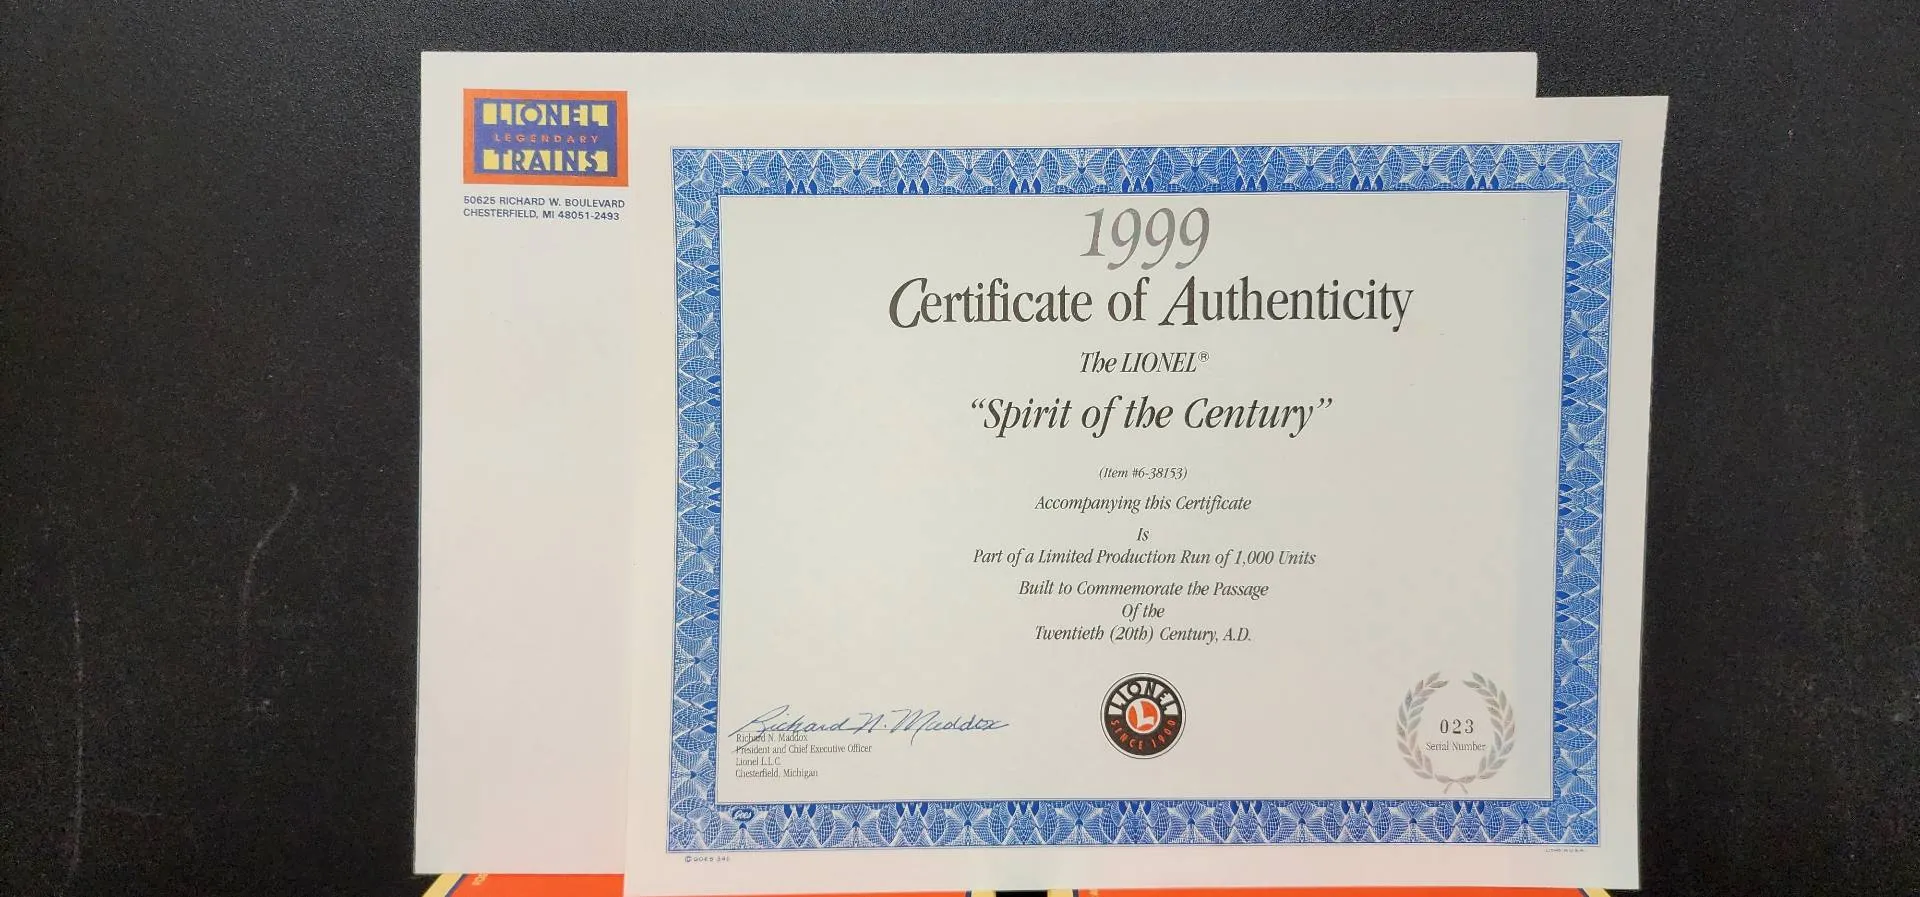 LIONEL
LEGENDARY
TRAINS
50625 RICHARD W. BOULEVARD
CHESTERFIELD, MI 48051-2493
1999
Certificate of Authenticity
The LIONEL®
“Spirit of the Century”
(Item #6-38153)
Accompanying this Certificate
Is
Part of a Limited Production Run of 1,000 Units
Built to Commemorate the Passage
Of the
Twentieth (20th) Century, A.D.
Richard N. Maddox
Richard N. Maddox
President and Chief Executive Officer
Lionel L.L.C.
Chesterfield, Michigan
LIONEL
L
SINCE 1900
023
Serial Number
Goes